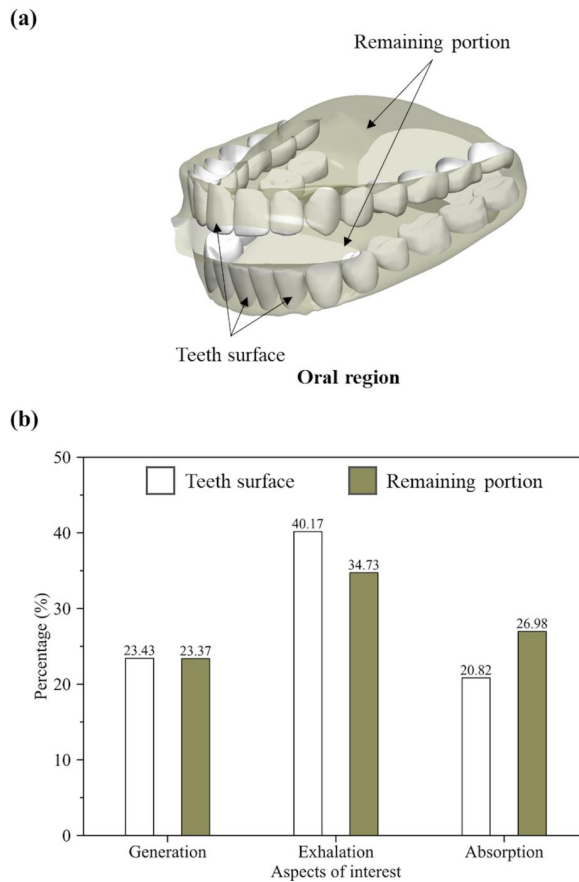 (a)
Remaining portion
Teeth surface
Oral region
(b)
50
40
30
20
10
0
Percentage (%)
Teeth surface
Remaining portion
23.43
23.37
40.17
34.73
20.82
26.98
Generation
Exhalation
Absorption
Aspects of interest